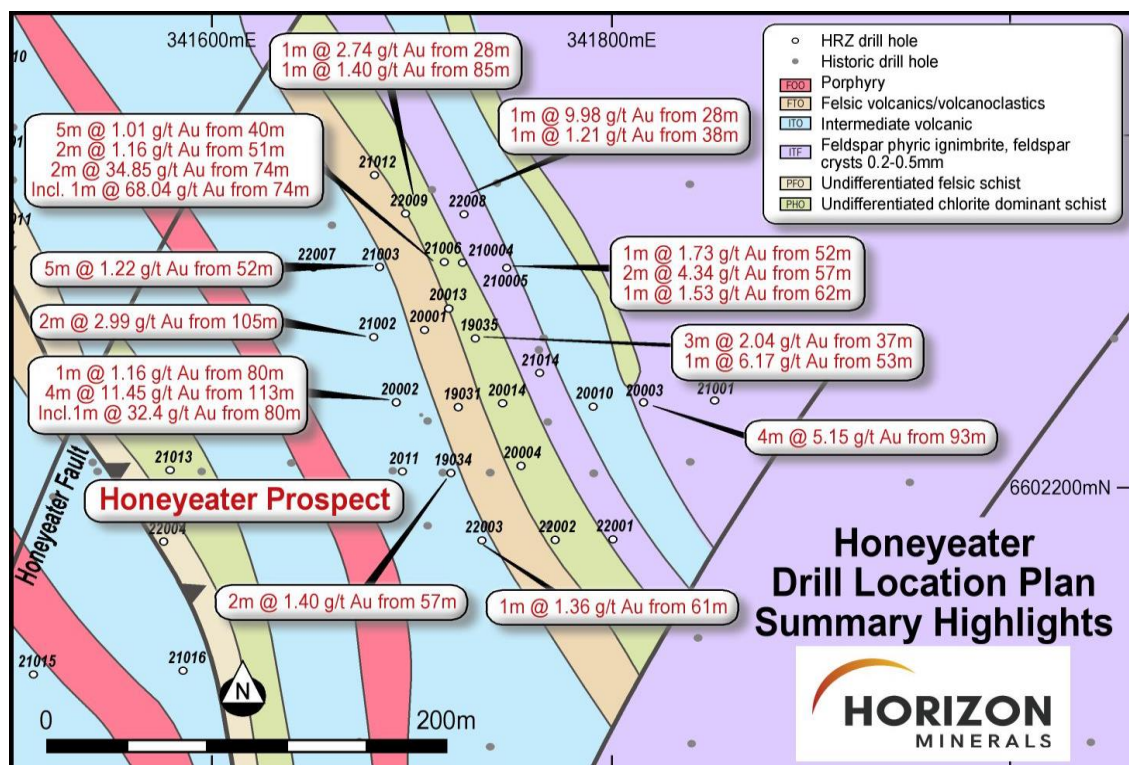 341600mE
341800mE
1m @ 2.74 g/t Au from 28m
1m @ 1.40 g/t Au from 85m
HRZ drill hole
Historic drill hole
FOO Porphyry
FTO Felsic volcanics/volcanoclastics
ITO Intermediate volcanic
ITF Feldspar phyric ignimbrite, feldspar
crysts 0.2-0.5mm
PFO Undifferentiated felsic schist
PHO Undifferentiated chlorite dominant schist
1m @ 9.98 g/t Au from 28m
1m @ 1.21 g/t Au from 38m
5m @ 1.01 g/t Au from 40m
2m @ 1.16 g/t Au from 51m
2m @ 34.85 g/t Au from 74m
Incl. 1m @ 68.04 g/t Au from 74m
21012
22009
22008
5m @ 1.22 g/t Au from 52m
22007
21003
21006
210004
210005
1m @ 1.73 g/t Au from 52m
2m @ 4.34 g/t Au from 57m
1m @ 1.53 g/t Au from 62m
2m @ 2.99 g/t Au from 105m
21002
20013
20001
19035
3m @ 2.04 g/t Au from 37m
1m @ 6.17 g/t Au from 53m
21014
1m @ 1.16 g/t Au from 80m
4m @ 11.45 g/t Au from 113m
Incl.1m @ 32.4 g/t Au from 80m
20002
19031
20014
20010
20003
21001
4m @ 5.15 g/t Au from 93m
21013
2011
19034
20004
Honeyeater Prospect
Honeyeater Fault
6602200mN
22004
22003
22002
22001
2m @ 1.40 g/t Au from 57m
1m @ 1.36 g/t Au from 61m
Honeyeater
Drill Location Plan
Summary Highlights
21015
21016
N
0
200m
HORIZON
MINERALS